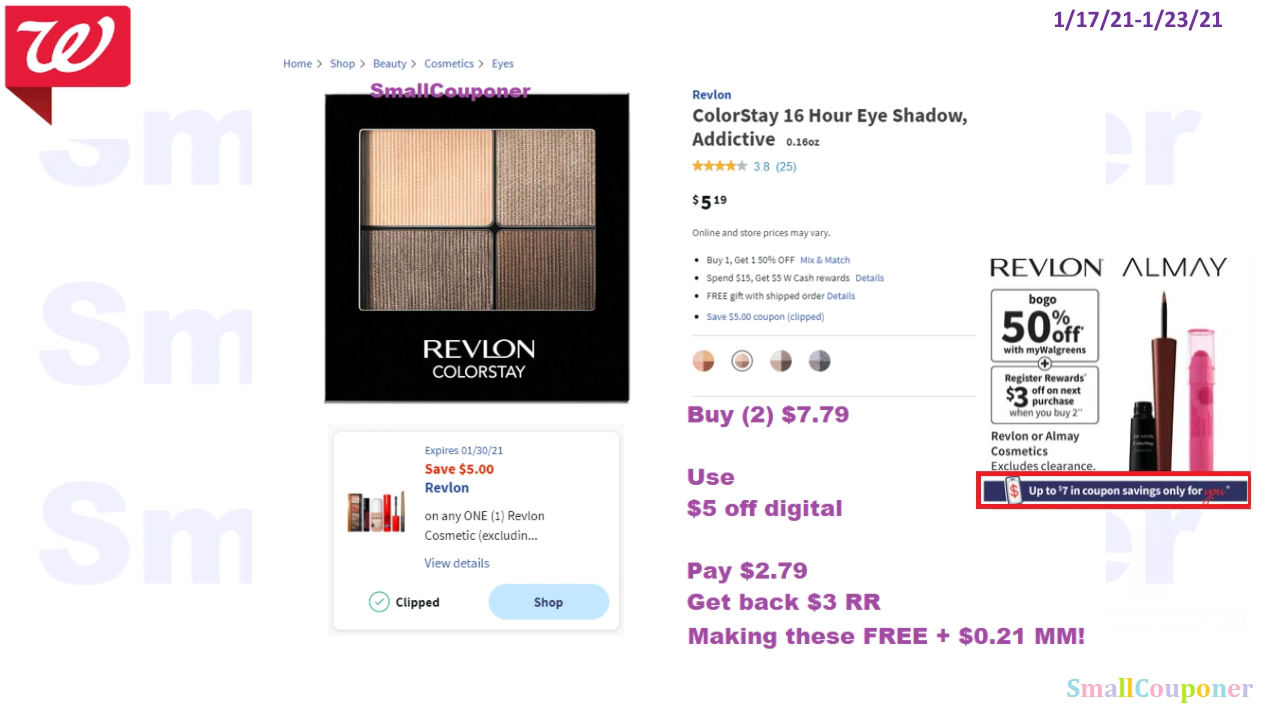 1/17/21-1/23/21
Home > Shop > Beauty > Cosmetics > Eyes
SmallCouponer
REVLON
COLORSTAY
Revlon
ColorStay 16 Hour Eye Shadow,
Addictive 0.16oz
3.8 (25)
$5 19
Online and store prices may vary.
• Buy 1, Get 1 50% OFF Mix & Match
• Spend $15, Get $5 W Cash rewards Details
• FREE gift with shipped order Details
• Save $5.00 coupon (clipped)
REVLON ALMAY
bogo
50% off*
with myWalgreens
+
Register Rewards*
$3 off on next purchase
when you buy 2**
Revlon or Almay
Cosmetics
Excludes clearance.
Up to $7 in coupon savings only for you*
Expires 01/30/21
Save $5.00
Revlon
on any ONE (1) Revlon
Cosmetic (excludin...
View details
Clipped
Shop
Buy (2) $7.79
Use
$5 off digital
Pay $2.79
Get back $3 RR
Making these FREE + $0.21 MM!
SmallCouponer